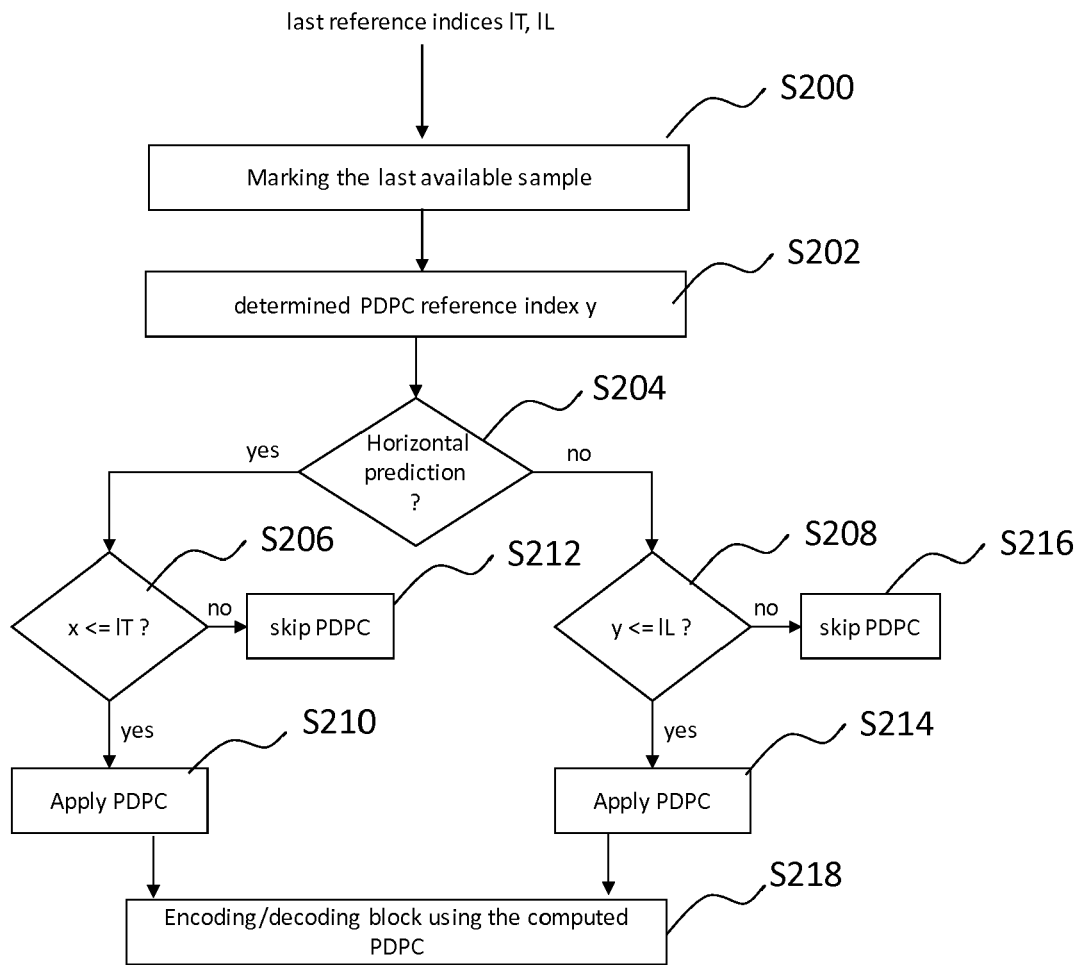 last reference indices lT, lL
S200
Marking the last available sample
S202
determined PDPC reference index y
S204
Horizontal
prediction
?
yes
no
S206
S212
S208
S216
x <= lT ?
no
skip PDPC
y <= lL ?
no
skip PDPC
yes
S210
yes
S214
Apply PDPC
Apply PDPC
S218
Encoding/decoding block using the computed
PDPC